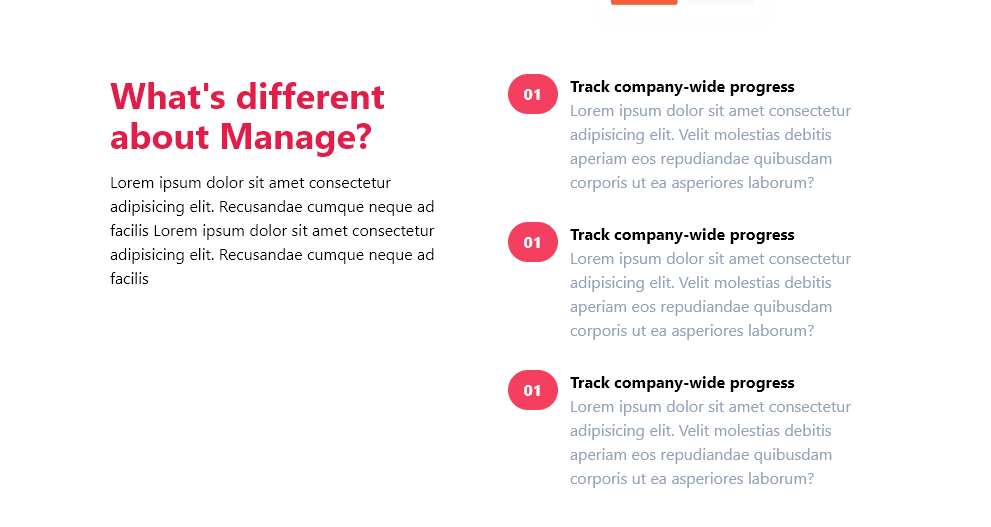 What's different
about Manage?
Lorem ipsum dolor sit amet consectetur
adipisicing elit. Recusandae cumque neque ad
facilis Lorem ipsum dolor sit amet consectetur
adipisicing elit. Recusandae cumque neque ad
facilis
01
Track company-wide progress
Lorem ipsum dolor sit amet consectetur
adipisicing elit. Velit molestias debitis
aperiam eos repudiandae quibusdam
corporis ut ea asperiores laborum?
01
Track company-wide progress
Lorem ipsum dolor sit amet consectetur
adipisicing elit. Velit molestias debitis
aperiam eos repudiandae quibusdam
corporis ut ea asperiores laborum?
01
Track company-wide progress
Lorem ipsum dolor sit amet consectetur
adipisicing elit. Velit molestias debitis
aperiam eos repudiandae quibusdam
corporis ut ea asperiores laborum?